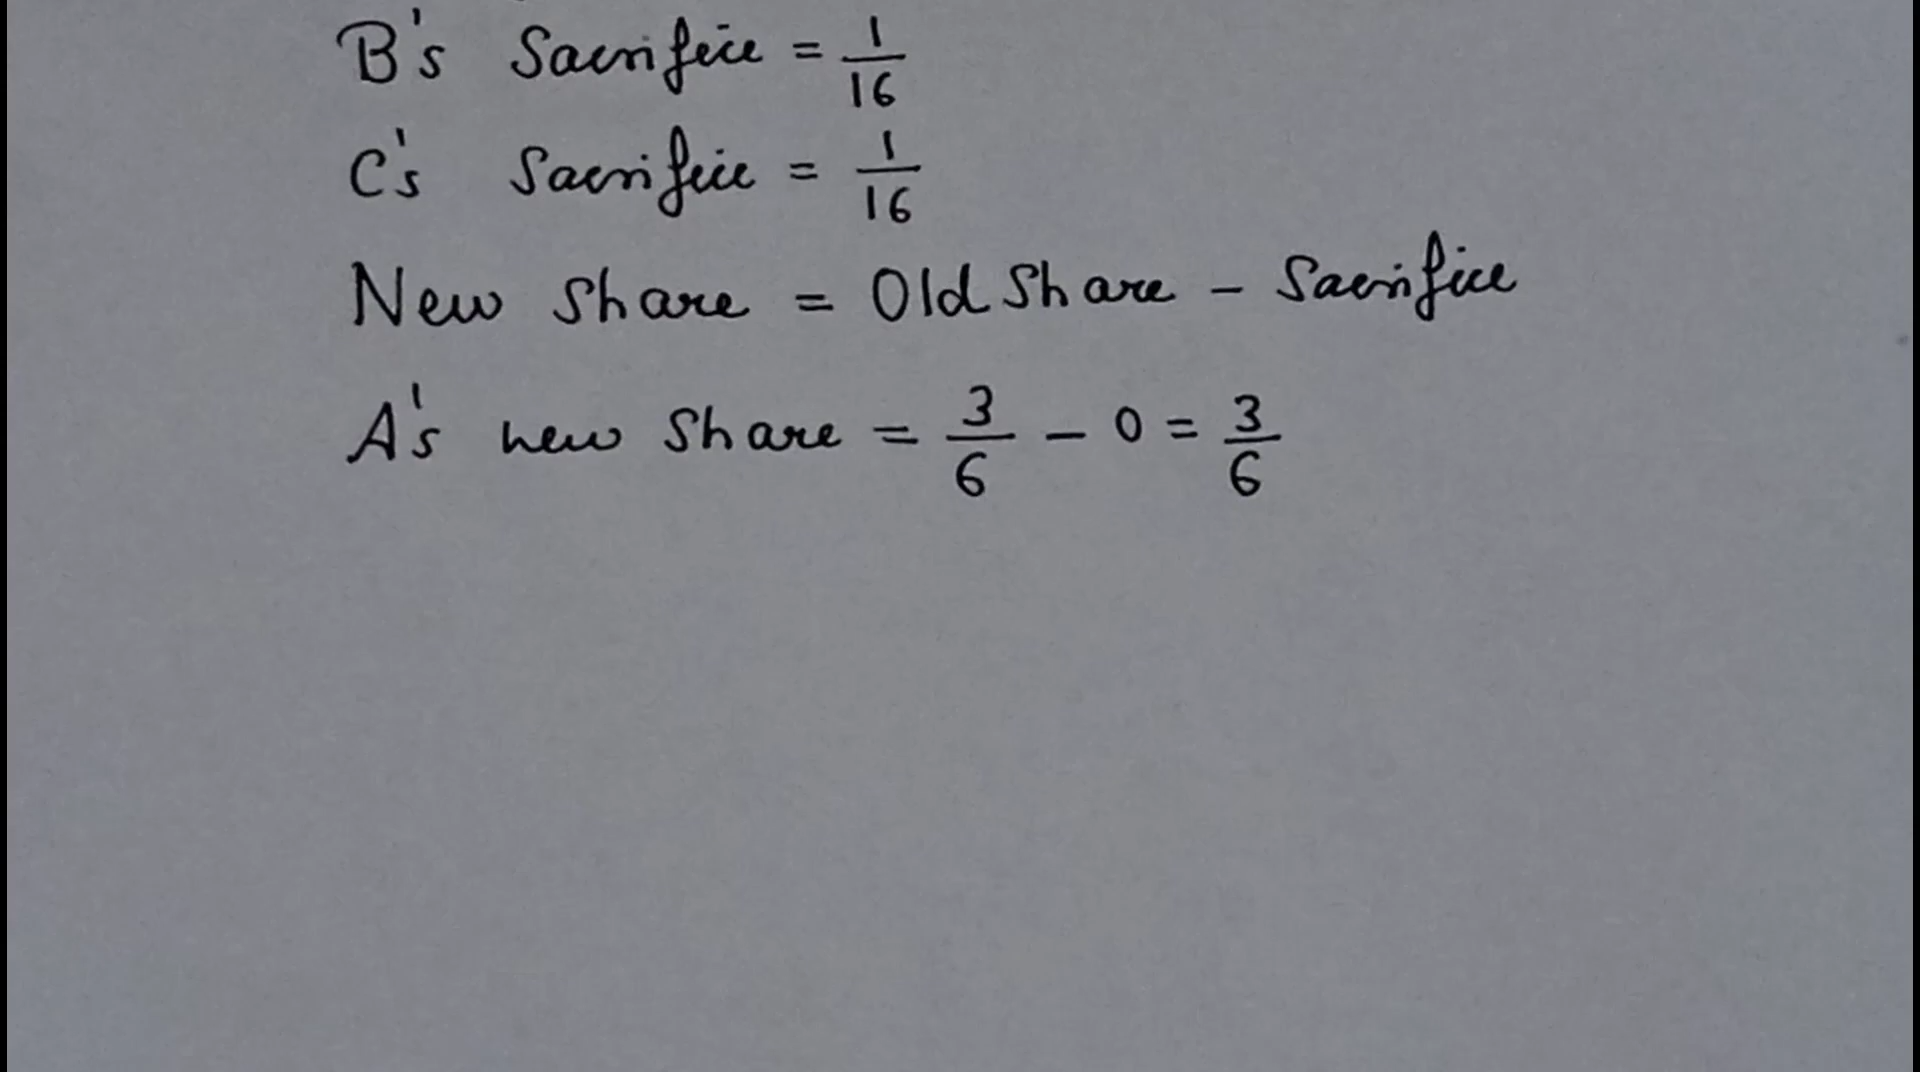 B's Sacrifice = 1/16
C's Sacrifice = 1/16
New Share = Old Share - Sacrifice
A's new Share = 3/6 - 0 = 3/6